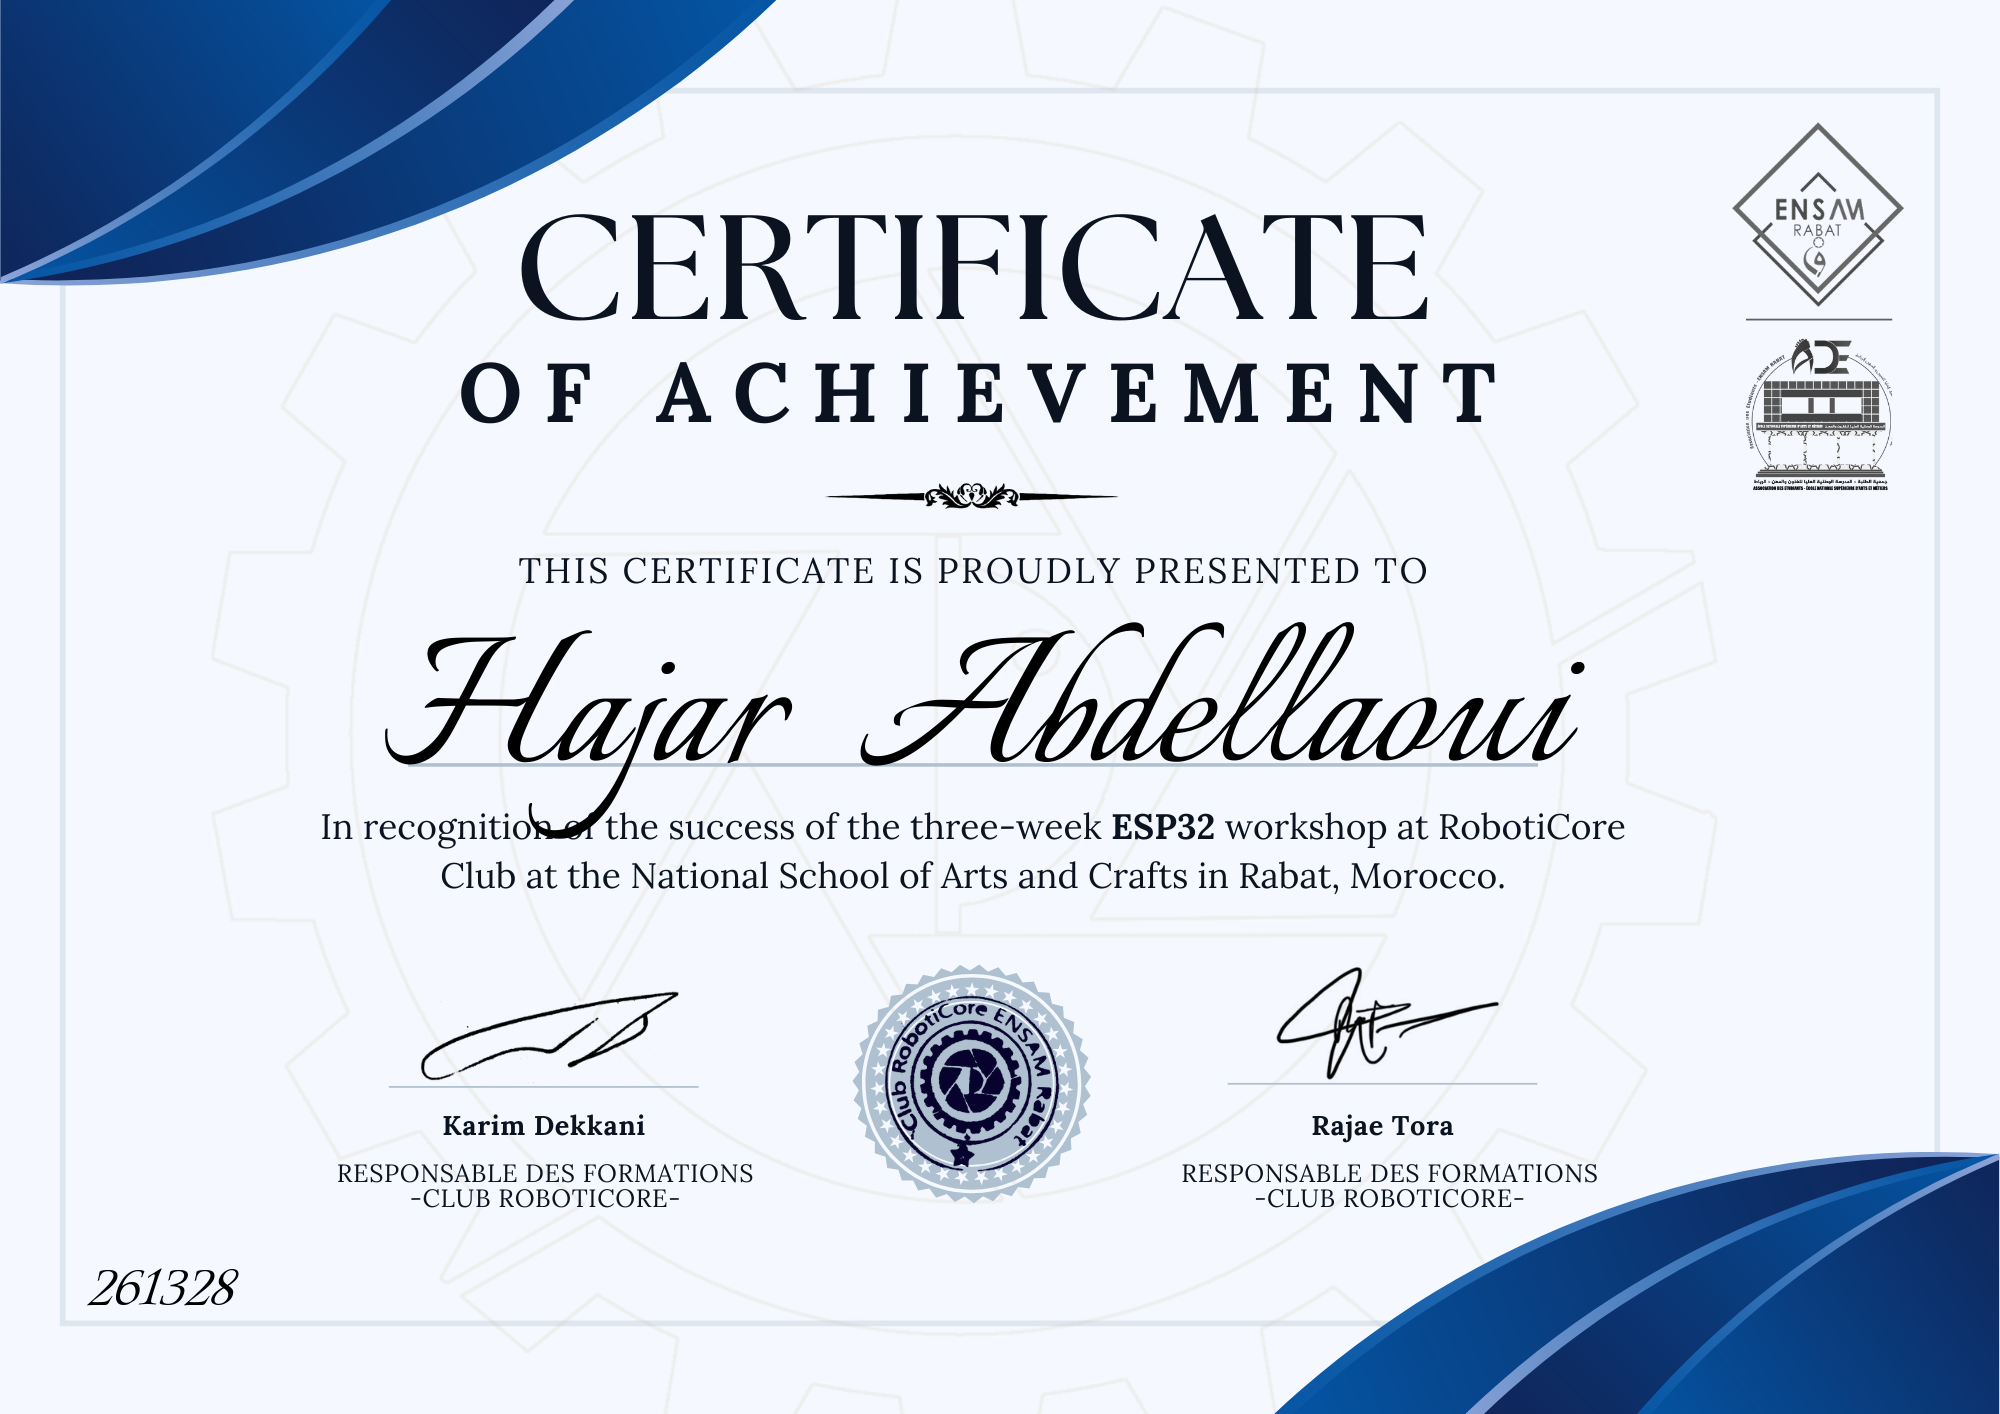 CERTIFICATE
OF ACHIEVEMENT
ENSAM
RABAT
ADE
THIS CERTIFICATE IS PROUDLY PRESENTED TO
Hajar Abdellaoui
In recognition of the success of the three-week ESP32 workshop at RobotiCore
Club at the National School of Arts and Crafts in Rabat, Morocco.
Club RobotiCore ENSAM Rabat
Karim Dekkani
RESPONSABLE DES FORMATIONS
-CLUB ROBOTICORE-
Rajae Tora
RESPONSABLE DES FORMATIONS
-CLUB ROBOTICORE-
261328